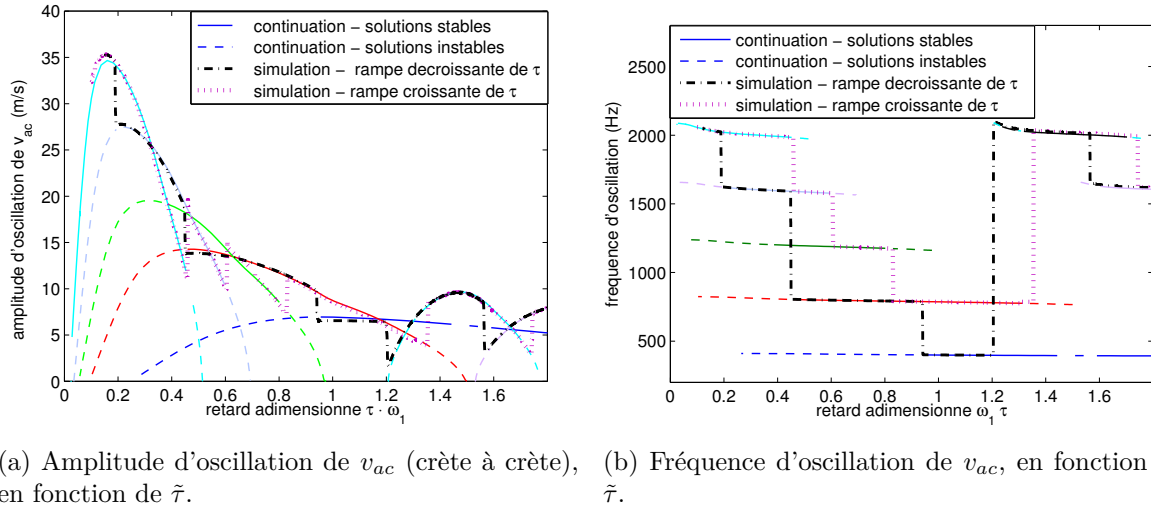 continuation − solutions stables
continuation − solutions instables
simulation − rampe decroissante de τ
simulation − rampe croissante de τ
amplitude d'oscillation de v_ac (m/s)
40
35
30
25
20
15
10
5
0
0 0.2 0.4 0.6 0.8 1 1.2 1.4 1.6
retard adimensionne τ · ω_1
(a) Amplitude d'oscillation de v_ac (crète à crète),
en fonction de τ̃.
continuation − solutions stables
continuation − solutions instables
simulation − rampe decroissante de τ
simulation − rampe croissante de τ
frequence d'oscillation (Hz)
2500
2000
1500
1000
400
0 0.2 0.4 0.6 0.8 1 1.2 1.4 1.6
retard adimensionne ω_1 τ
(b) Fréquence d'oscillation de v_ac, en fonction
τ̃.